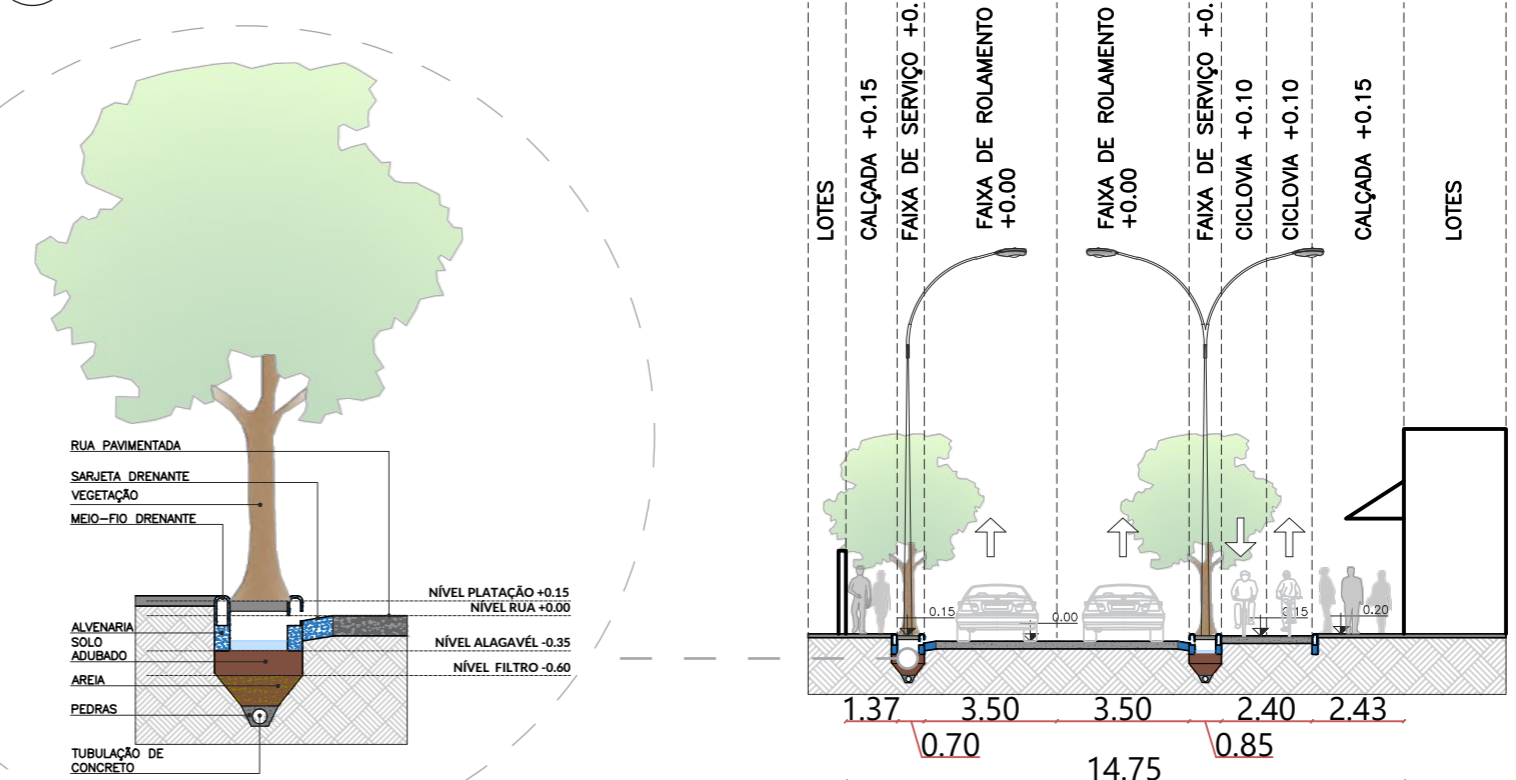 RUA PAVIMENTADA
SARJETA DRENANTE
VEGETAÇÃO
MEIO-FIO DRENANTE
ALVENARIA
SOLO
ADUBADO
AREIA
PEDRAS
TUBULAÇÃO DE
CONCRETO
NÍVEL PLATAÇÃO +0.15
NÍVEL RUA +0.00
NÍVEL ALAGAVÉL -0.35
NÍVEL FILTRO -0.60
LOTES
CALÇADA +0.15
FAIXA DE SERVIÇO +0.
FAIXA DE ROLAMENTO
+0.00
FAIXA DE ROLAMENTO
+0.00
FAIXA DE SERVIÇO +0.
CICLOVIA +0.10
CICLOVIA +0.10
CALÇADA +0.15
LOTES
0.15
0.00
0.20
1.37
3.50
3.50
2.40
2.43
0.70
0.85
14.75